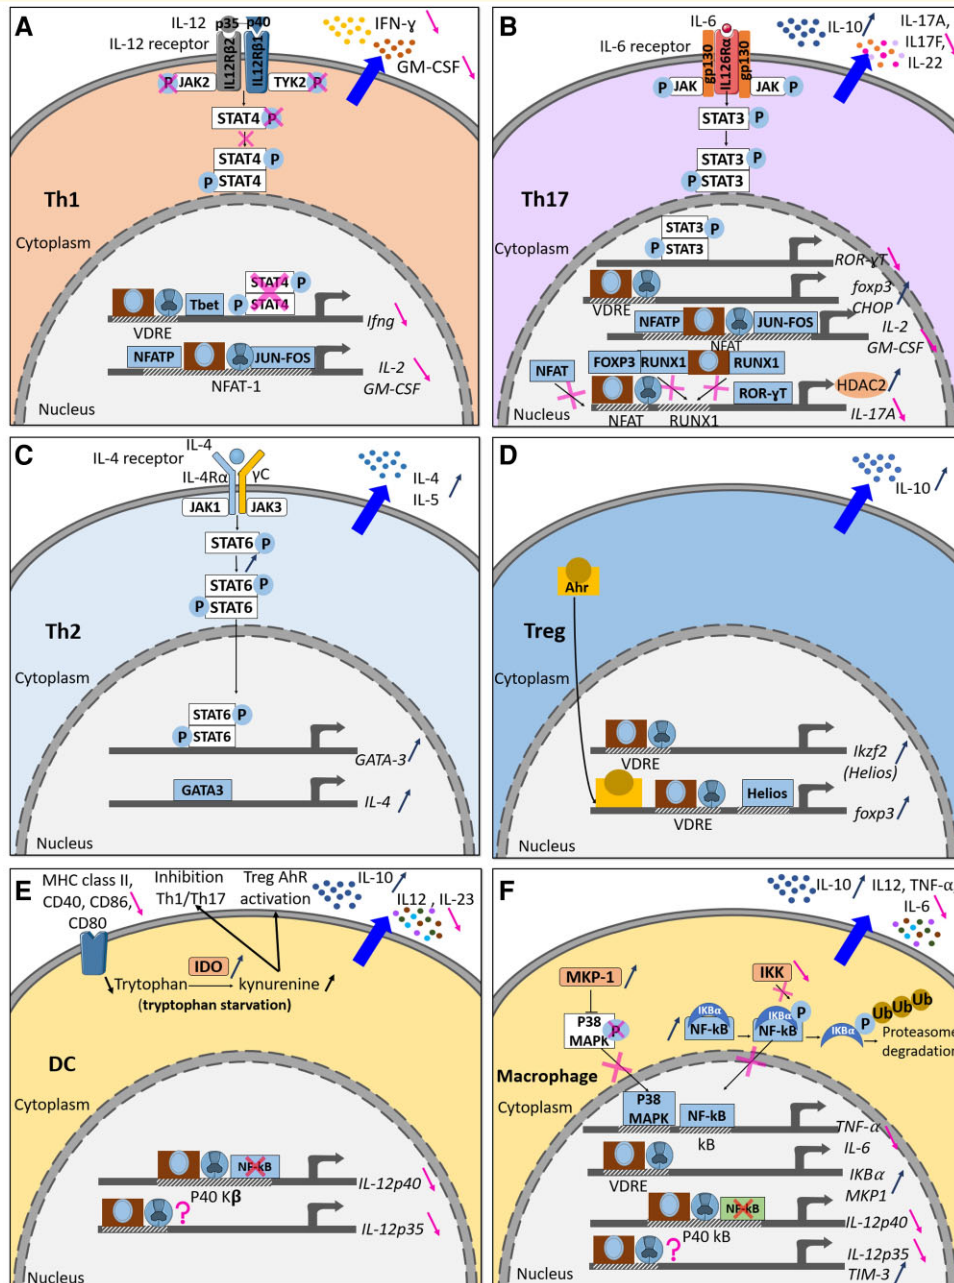 A
IL-12
p35
p40
IL-12 receptor
IL12Rβ2
IL12Rβ1
IFN-ɣ
GM-CSF
P JAK2
TYK2 P
STAT4 P
STAT4 P
P STAT4
Th1
Cytoplasm
STAT4 P
P STAT4
Tbet
VDRE
Ifng
NFATP
JUN-FOS
NFAT-1
IL-2
GM-CSF
Nucleus
B
IL-6
IL-6 receptor
gp130
IL126Rα
gp130
IL-10
IL-17A,
IL17F,
IL-22
P JAK
JAK P
STAT3 P
STAT3 P
P STAT3
Th17
Cytoplasm
STAT3 P
P STAT3
ROR-ɣT
foxp3
CHOP
VDRE
NFATP
JUN-FOS
NFAT
IL-2
GM-CSF
NFAT
FOXP3
RUNX1
RUNX1
ROR-ɣT
HDAC2
IL-17A
NFAT
RUNX1
Nucleus
C
IL-4
IL-4 receptor
IL-4Rα
γC
IL-4
IL-5
JAK1
JAK3
STAT6 P
STAT6 P
P STAT6
Th2
Cytoplasm
STAT6 P
P STAT6
GATA-3
GATA3
IL-4
Nucleus
D
IL-10
Ahr
Treg
Cytoplasm
VDRE
Ikzf2
(Helios)
Helios
VDRE
foxp3
Nucleus
E
MHC class II,
CD40, CD86,
CD80
Inhibition
Th1/Th17
Treg AhR
activation
IL-10
IL12 , IL-23
IDO
Trytophan
kynurenine
(tryptophan starvation)
DC
Cytoplasm
NF-kB
P40 Kβ
IL-12p40
?
IL-12p35
Nucleus
F
IL-10
IL12, TNF-α,
IL-6
MKP-1
IKK
P38
MAPK
P
IKBα
NF-kB
IKBα P
NF-kB
IKBα P
Ub Ub Ub
Proteasome
degradation
Macrophage
Cytoplasm
P38
MAPK
NF-kB
kB
TNF-α
IL-6
VDRE
IKBα
MKP1
NF-kB
P40 kB
IL-12p40
?
IL-12p35
TIM-3
Nucleus